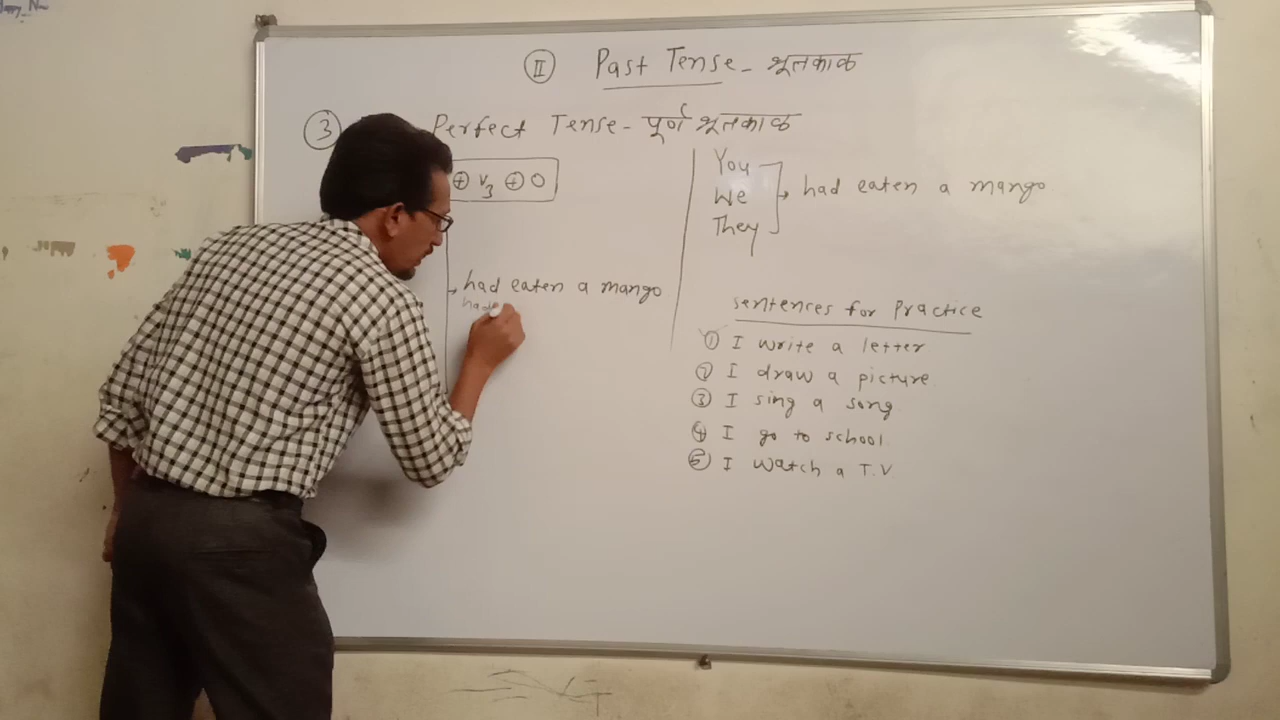 II Past Tense - भूतकाळ
3 Perfect Tense - पूर्ण भूतकाळ
+ V3 + O
had eaten a mango
You
We
They
had eaten a mango
Sentences for Practice
1 I write a letter
2 I draw a picture.
3 I sing a song
4 I go to school.
5 I watch a T.V